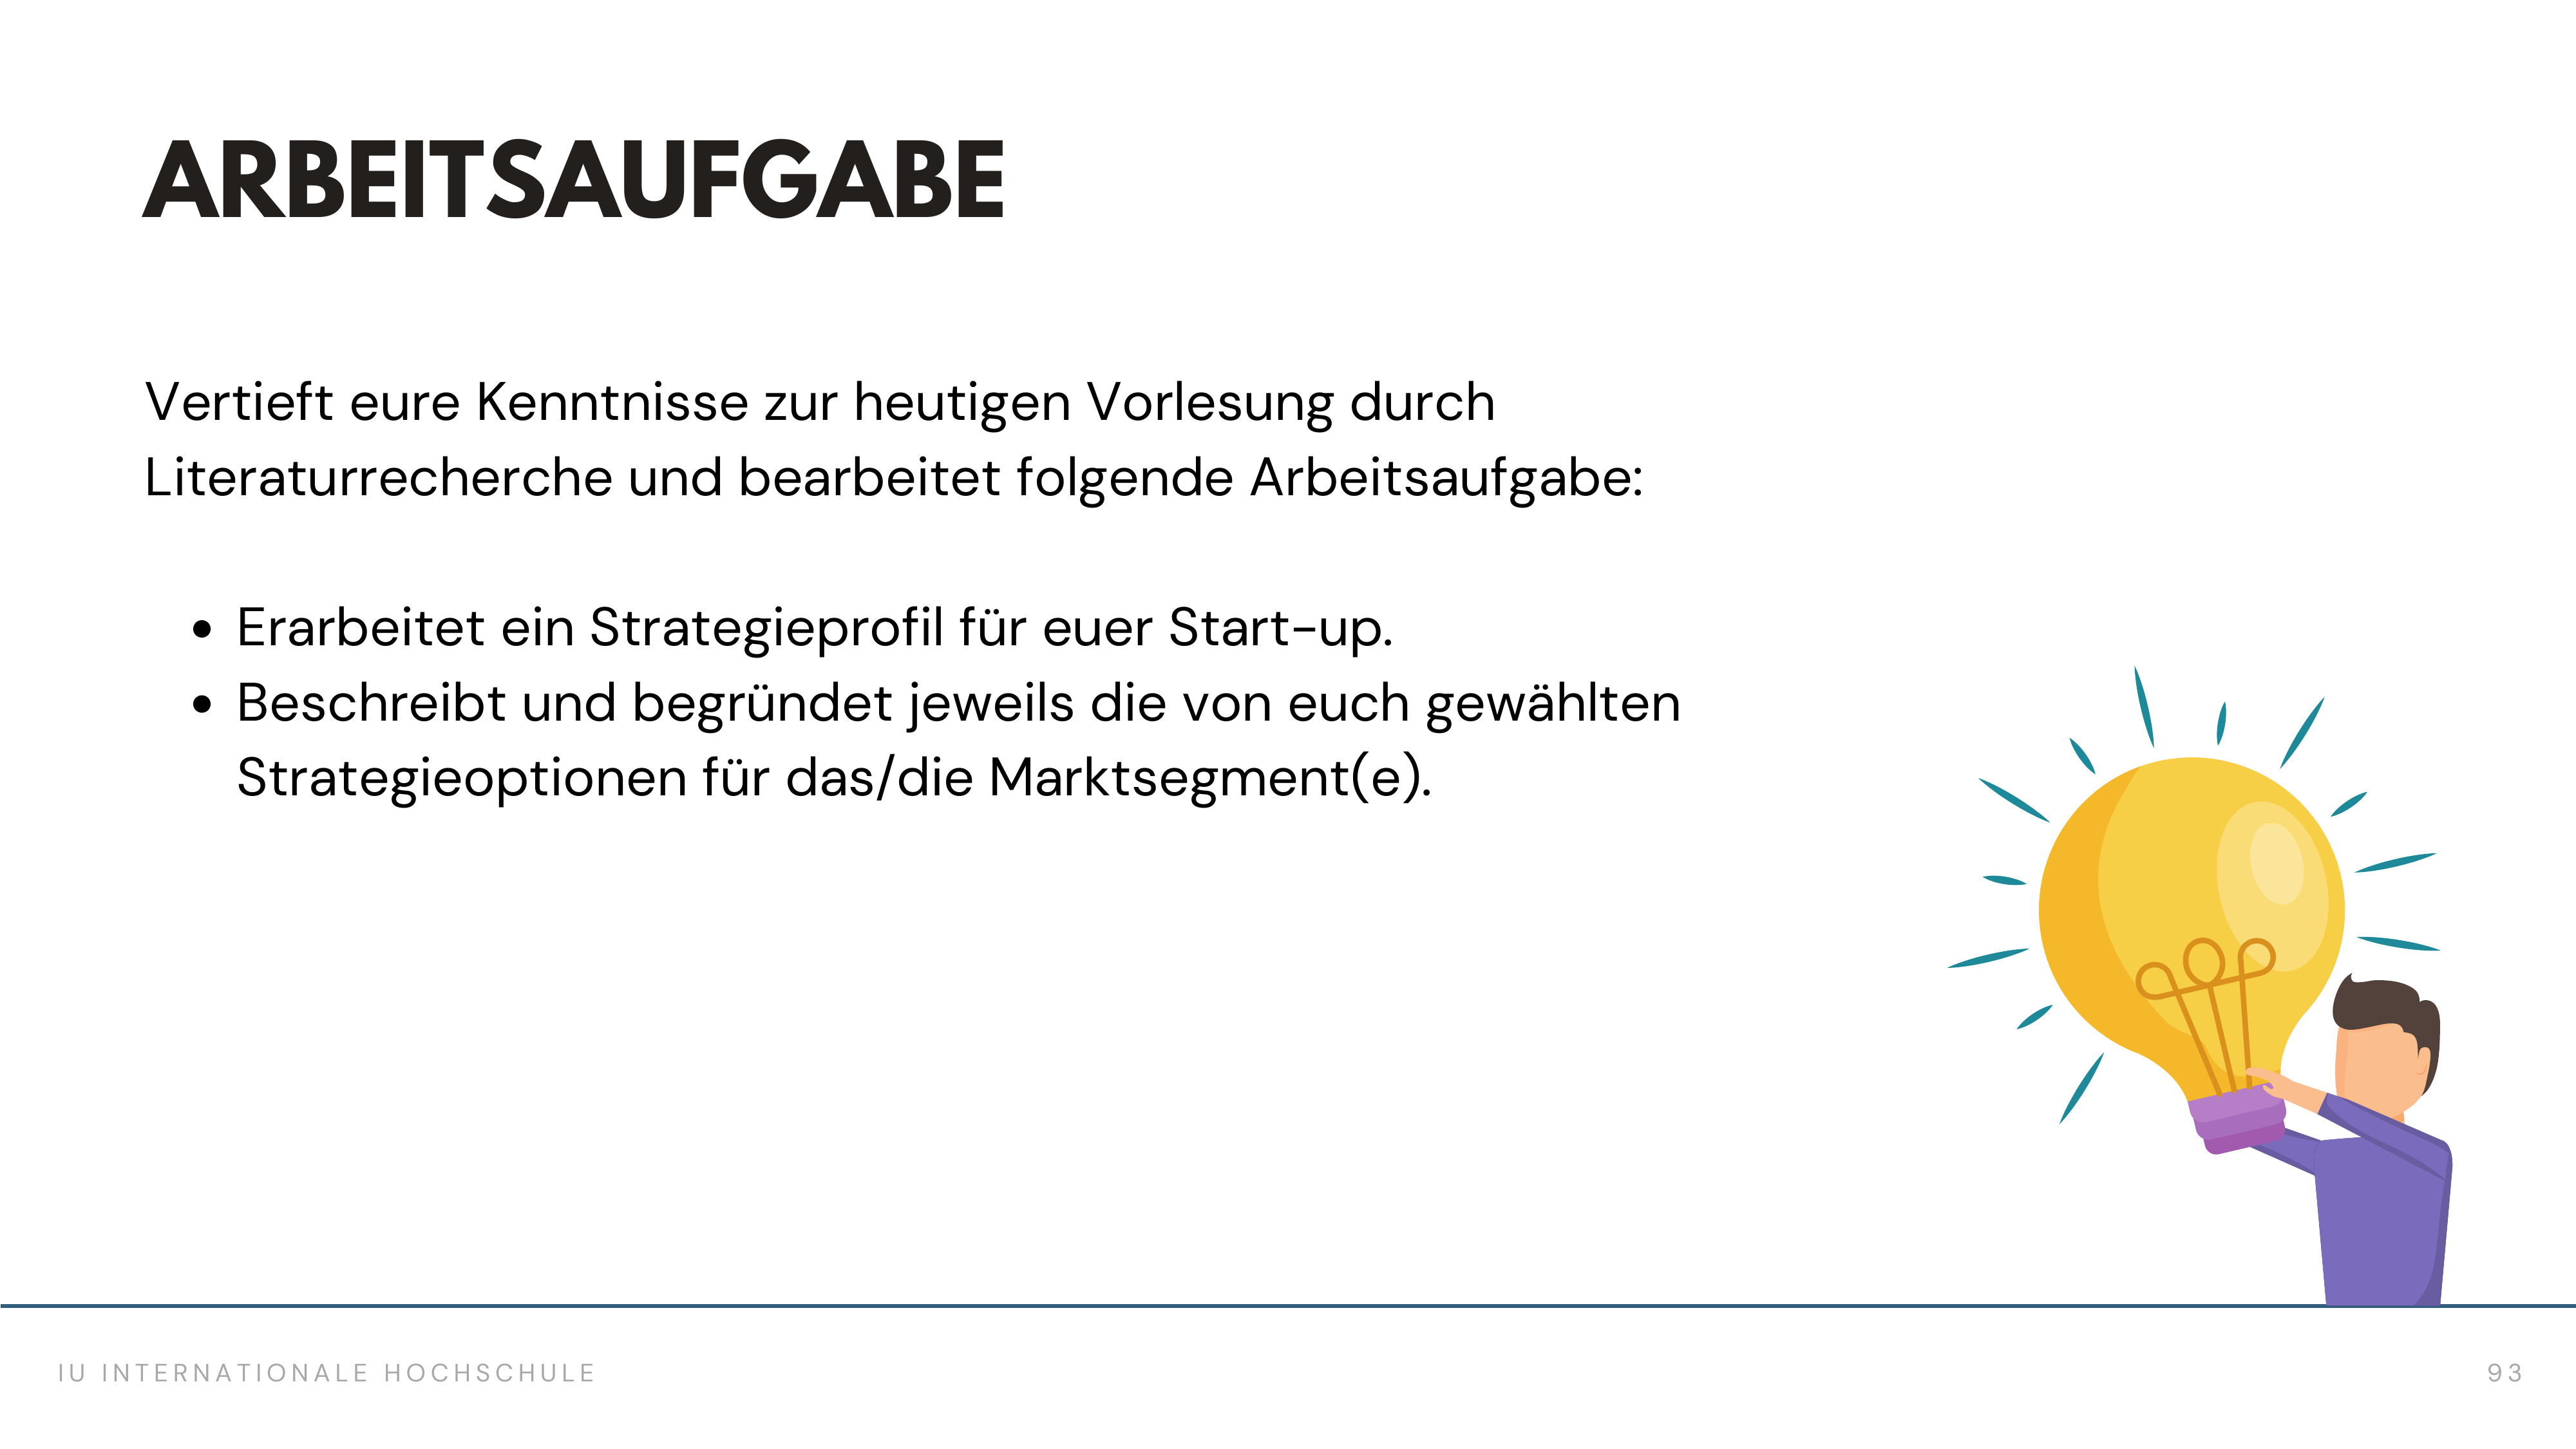 ARBEITSAUFGABE
Vertieft eure Kenntnisse zur heutigen Vorlesung durch
Literaturrecherche und bearbeitet folgende Arbeitsaufgabe:
• Erarbeitet ein Strategieprofil für euer Start-up.
• Beschreibt und begründet jeweils die von euch gewählten
Strategieoptionen für das/die Marktsegment(e).
IU INTERNATIONALE HOCHSCHULE
93